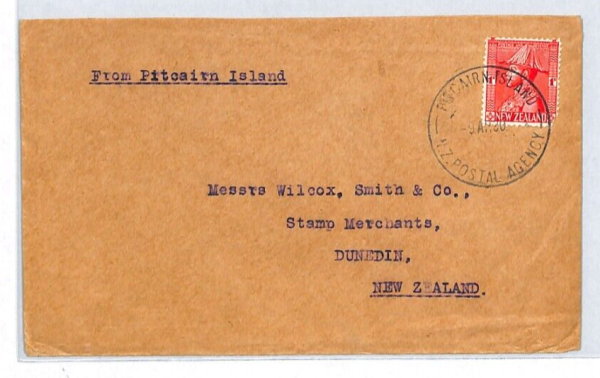 From Pitcairn Island
PITCAIRN ISLAND
NEW ZEALAND
N.Z. POSTAL AGENCY
Messrs Wilcox, Smith & Co.,
Stamp Merchants,
DUNEDIN,
NEW ZEALAND.